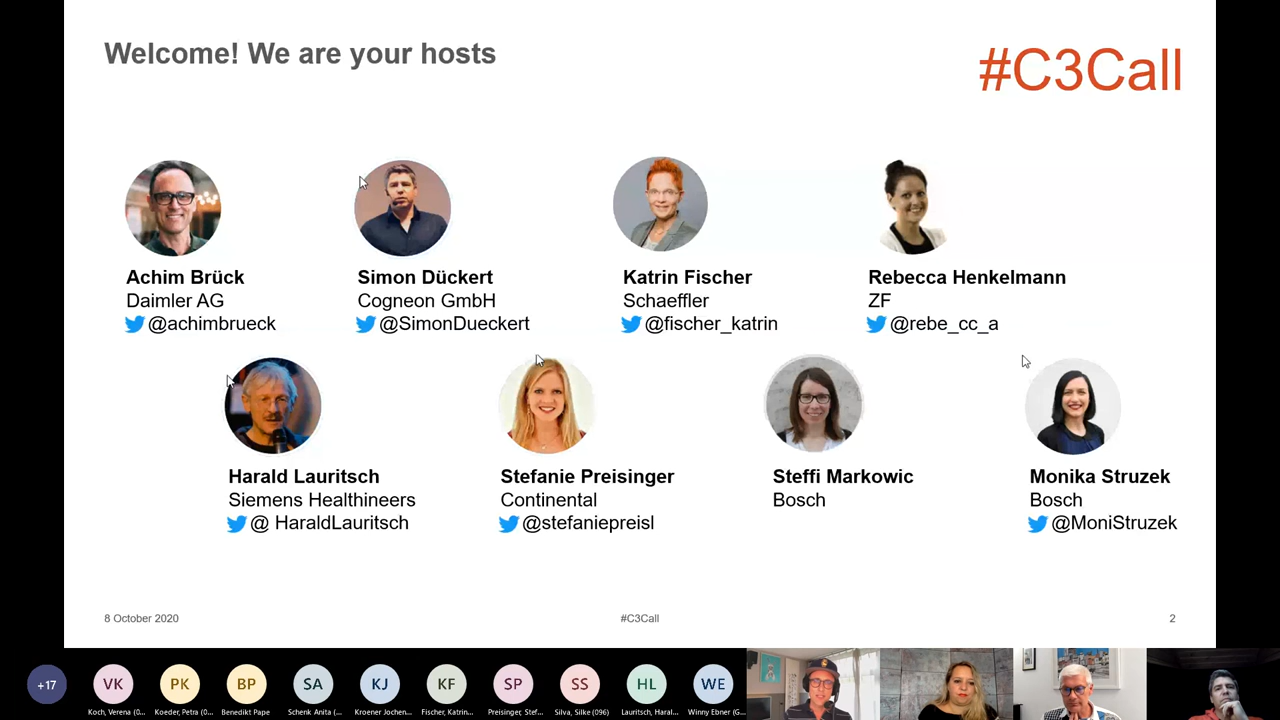 Welcome! We are your hosts
#C3Call
Achim Brück
Daimler AG
@achimbrueck
Simon Dückert
Cogneon GmbH
@SimonDueckert
Katrin Fischer
Schaeffler
@fischer_katrin
Rebecca Henkelmann
ZF
@rebe_cc_a
Harald Lauritsch
Siemens Healthineers
@ HaraldLauritsch
Stefanie Preisinger
Continental
@stefaniepreisl
Steffi Markowic
Bosch
Monika Struzek
Bosch
@MoniStruzek
8 October 2020
#C3Call
2
+17
VK
PK
BP
SA
KJ
KF
SP
SS
HL
WE
Koch, Verena (0...
Koeder, Petra (0...
Benedikt Pape
Schenk Anita (...
Kroener Jochen...
Fischer, Katrin...
Preisinger, Stef...
Silva, Silke (096)
Lauritsch, Haral...
Winny Ebner (G...